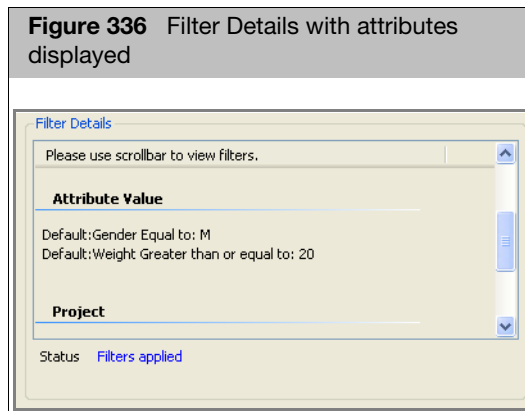 Figure 336 Filter Details with attributes
displayed
Filter Details
Please use scrollbar to view filters.
Attribute Value
Default:Gender Equal to: M
Default:Weight Greater than or equal to: 20
Project
Status Filters applied